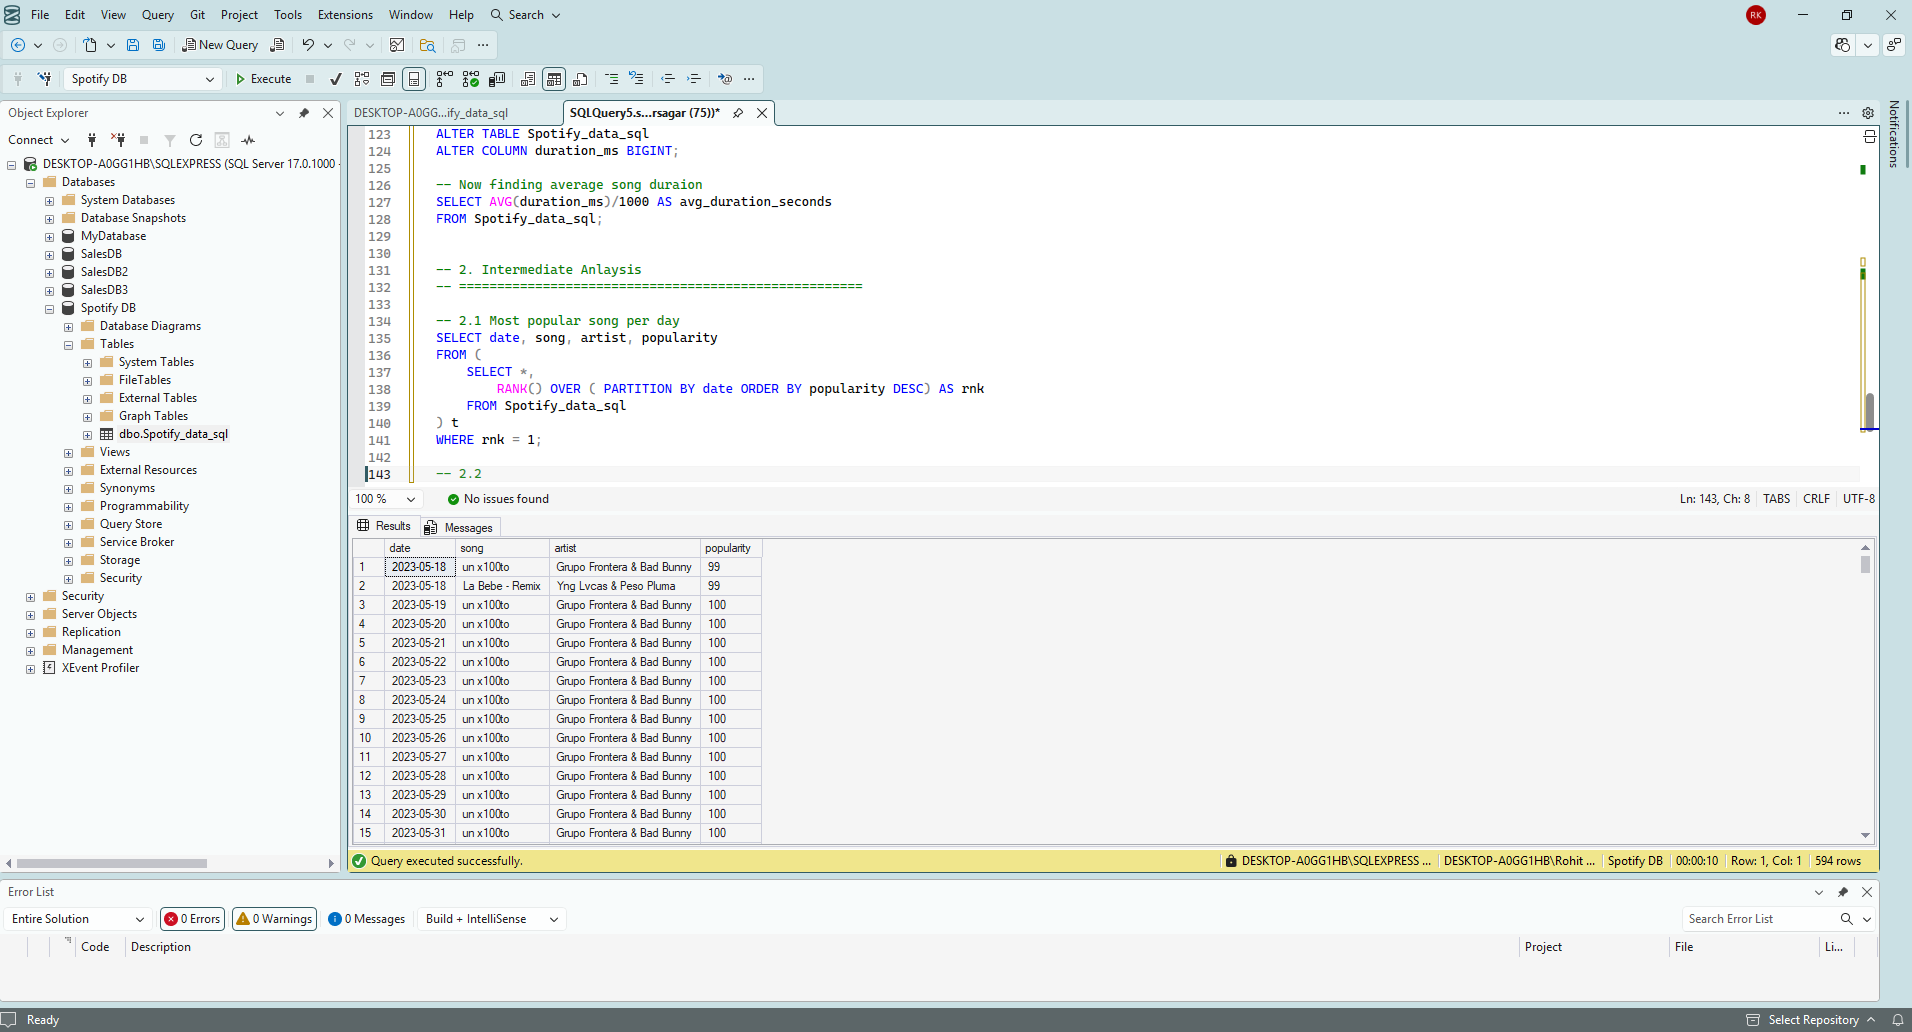 File Edit View Query Git Project Tools Extensions Window Help Search
RK
New Query
Spotify DB Execute
Object Explorer
Connect
DESKTOP-A0GG1HB\SQLEXPRESS (SQL Server 17.0.1000 -
Databases
System Databases
Database Snapshots
MyDatabase
SalesDB
SalesDB2
SalesDB3
Spotify DB
Database Diagrams
Tables
System Tables
FileTables
External Tables
Graph Tables
dbo.Spotify_data_sql
Views
External Resources
Synonyms
Programmability
Query Store
Service Broker
Storage
Security
Security
Server Objects
Replication
Management
XEvent Profiler
DESKTOP-A0GG...ify_data_sql SQLQuery5.s...rsagar (75))*
123 ALTER TABLE Spotify_data_sql
124 ALTER COLUMN duration_ms BIGINT;
125
126 -- Now finding average song duraion
127 SELECT AVG(duration_ms)/1000 AS avg_duration_seconds
128 FROM Spotify_data_sql;
129
130
131 -- 2. Intermediate Anlaysis
132 -- =====================================================
133
134 -- 2.1 Most popular song per day
135 SELECT date, song, artist, popularity
136 FROM (
137 SELECT *,
138 RANK() OVER ( PARTITION BY date ORDER BY popularity DESC) AS rnk
139 FROM Spotify_data_sql
140 ) t
141 WHERE rnk = 1;
142
143 -- 2.2
100 % No issues found Ln: 143, Ch: 8 TABS CRLF UTF-8
Results Messages
date song artist popularity
1 2023-05-18 un x100to Grupo Frontera & Bad Bunny 99
2 2023-05-18 La Bebe - Remix Yng Lvcas & Peso Pluma 99
3 2023-05-19 un x100to Grupo Frontera & Bad Bunny 100
4 2023-05-20 un x100to Grupo Frontera & Bad Bunny 100
5 2023-05-21 un x100to Grupo Frontera & Bad Bunny 100
6 2023-05-22 un x100to Grupo Frontera & Bad Bunny 100
7 2023-05-23 un x100to Grupo Frontera & Bad Bunny 100
8 2023-05-24 un x100to Grupo Frontera & Bad Bunny 100
9 2023-05-25 un x100to Grupo Frontera & Bad Bunny 100
10 2023-05-26 un x100to Grupo Frontera & Bad Bunny 100
11 2023-05-27 un x100to Grupo Frontera & Bad Bunny 100
12 2023-05-28 un x100to Grupo Frontera & Bad Bunny 100
13 2023-05-29 un x100to Grupo Frontera & Bad Bunny 100
14 2023-05-30 un x100to Grupo Frontera & Bad Bunny 100
15 2023-05-31 un x100to Grupo Frontera & Bad Bunny 100
Query executed successfully. DESKTOP-A0GG1HB\SQLEXPRESS ... DESKTOP-A0GG1HB\Rohit ... Spotify DB 00:00:10 Row: 1, Col: 1 594 rows
Notifications
Error List
Entire Solution 0 Errors 0 Warnings 0 Messages Build + IntelliSense Search Error List
Code Description Project File Li...
Ready Select Repository